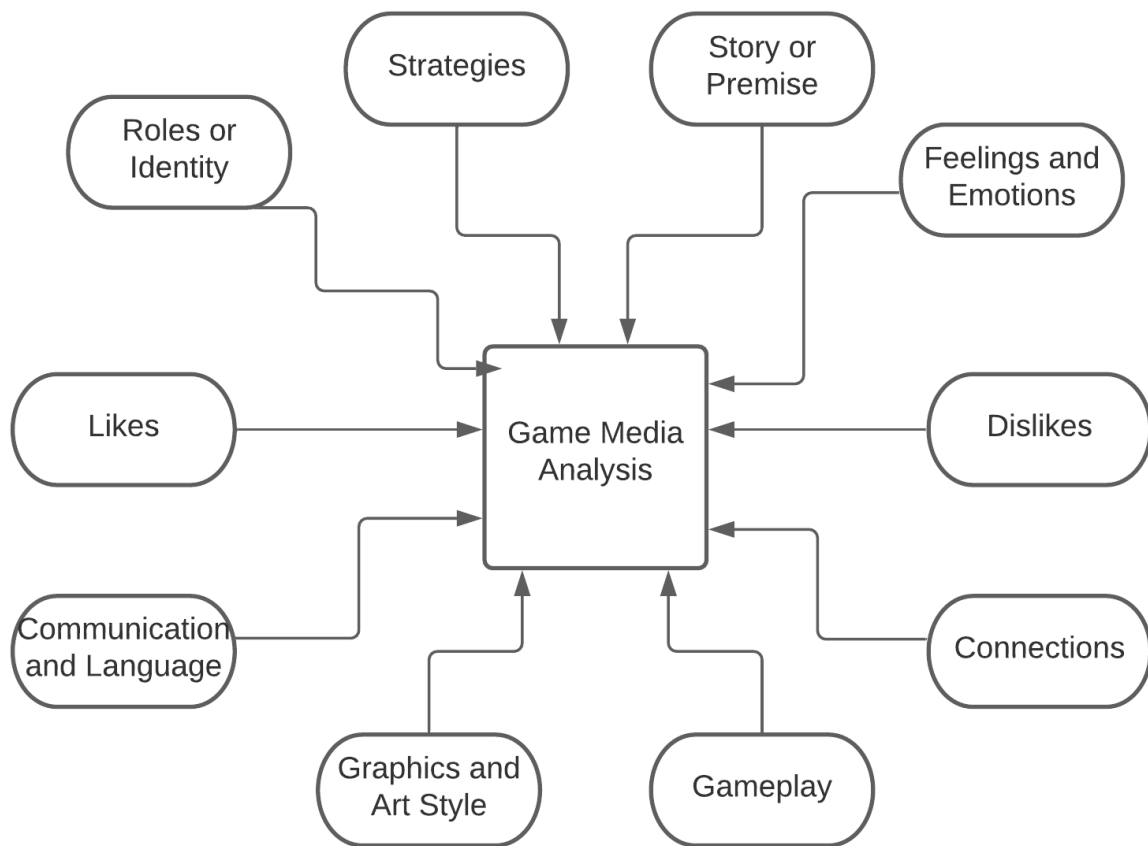 Strategies
Story or
Premise
Roles or
Identity
Feelings and
Emotions
Likes
Game Media
Analysis
Dislikes
Communication
and Language
Connections
Graphics and
Art Style
Gameplay